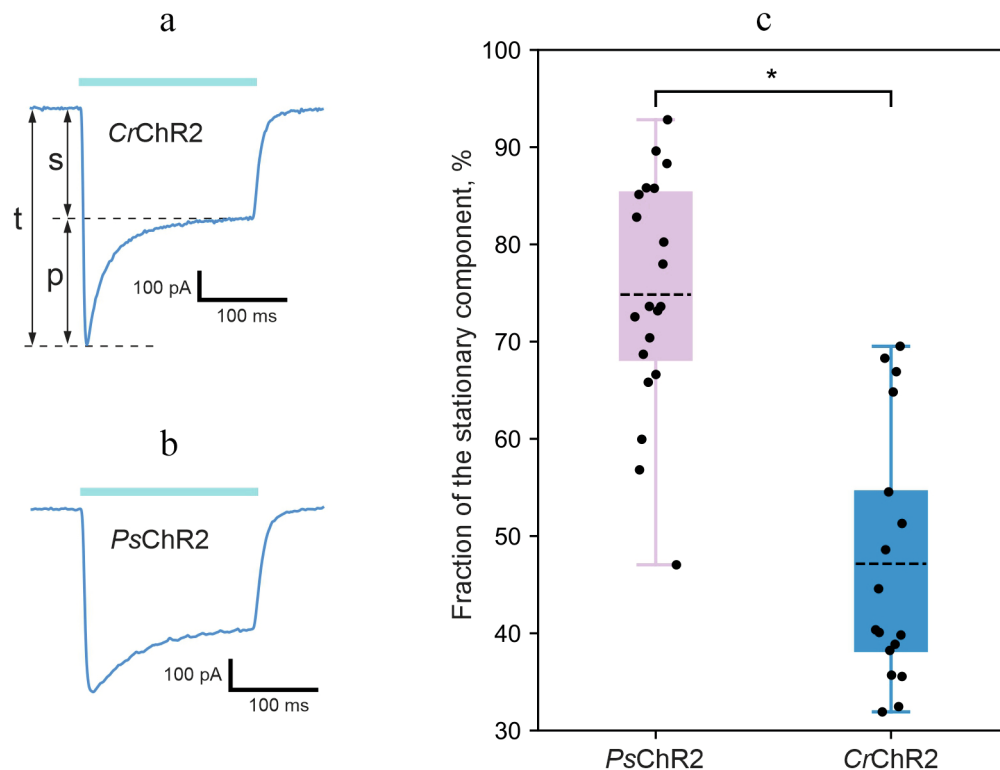 a
CrChR2
s
t
p
100 pA
100 ms
b
PsChR2
100 pA
100 ms
c
Fraction of the stationary component, %
100
90
80
70
60
50
40
30
*
PsChR2
CrChR2